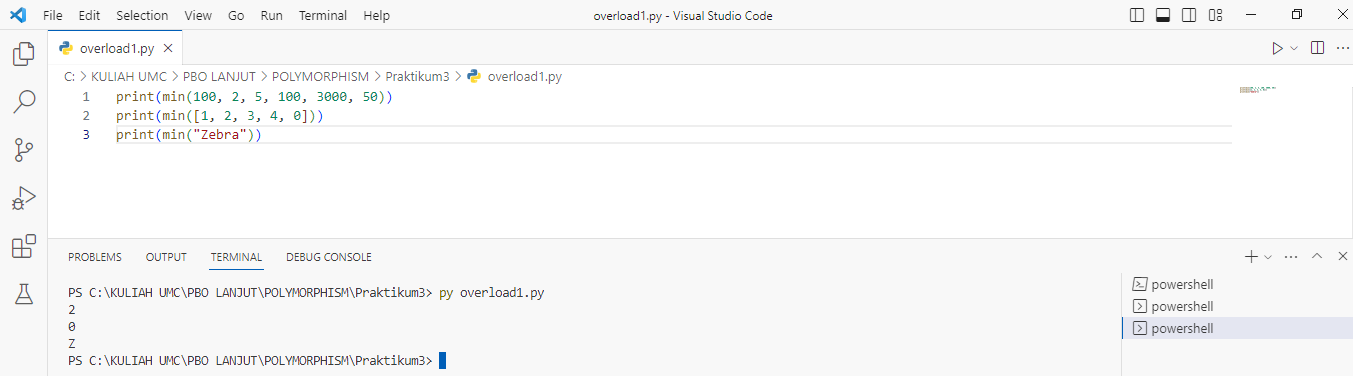 File Edit Selection View Go Run Terminal Help overload1.py - Visual Studio Code
overload1.py
C: > KULIAH UMC > PBO LANJUT > POLYMORPHISM > Praktikum3 > overload1.py
1 print(min(100, 2, 5, 100, 3000, 50))
2 print(min([1, 2, 3, 4, 0]))
3 print(min("Zebra"))
PROBLEMS OUTPUT TERMINAL DEBUG CONSOLE
PS C:\KULIAH UMC\PBO LANJUT\POLYMORPHISM\Praktikum3> py overload1.py
2
0
Z
PS C:\KULIAH UMC\PBO LANJUT\POLYMORPHISM\Praktikum3>
powershell
powershell
powershell